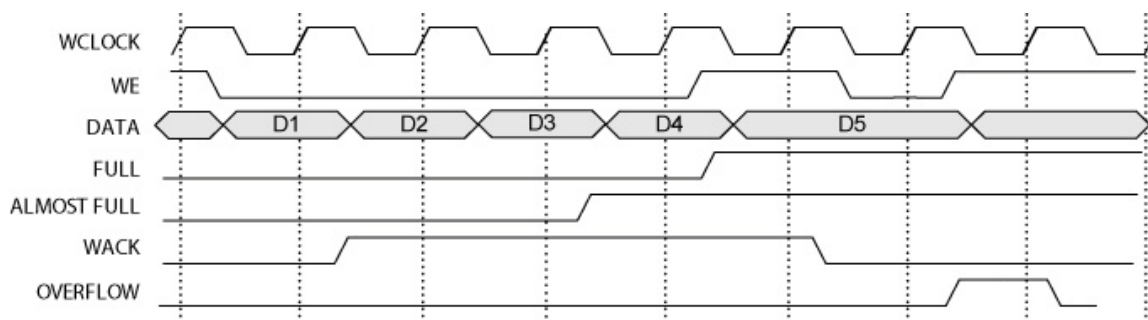 WCLOCK
WE
DATA D1 D2 D3 D4 D5
FULL
ALMOST FULL
WACK
OVERFLOW